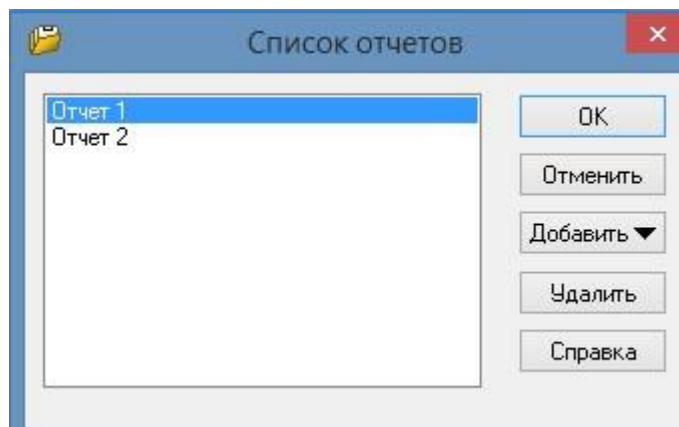 Список отчетов
Отчет 1
Отчет 2
OK
Отменить
Добавить
Удалить
Справка